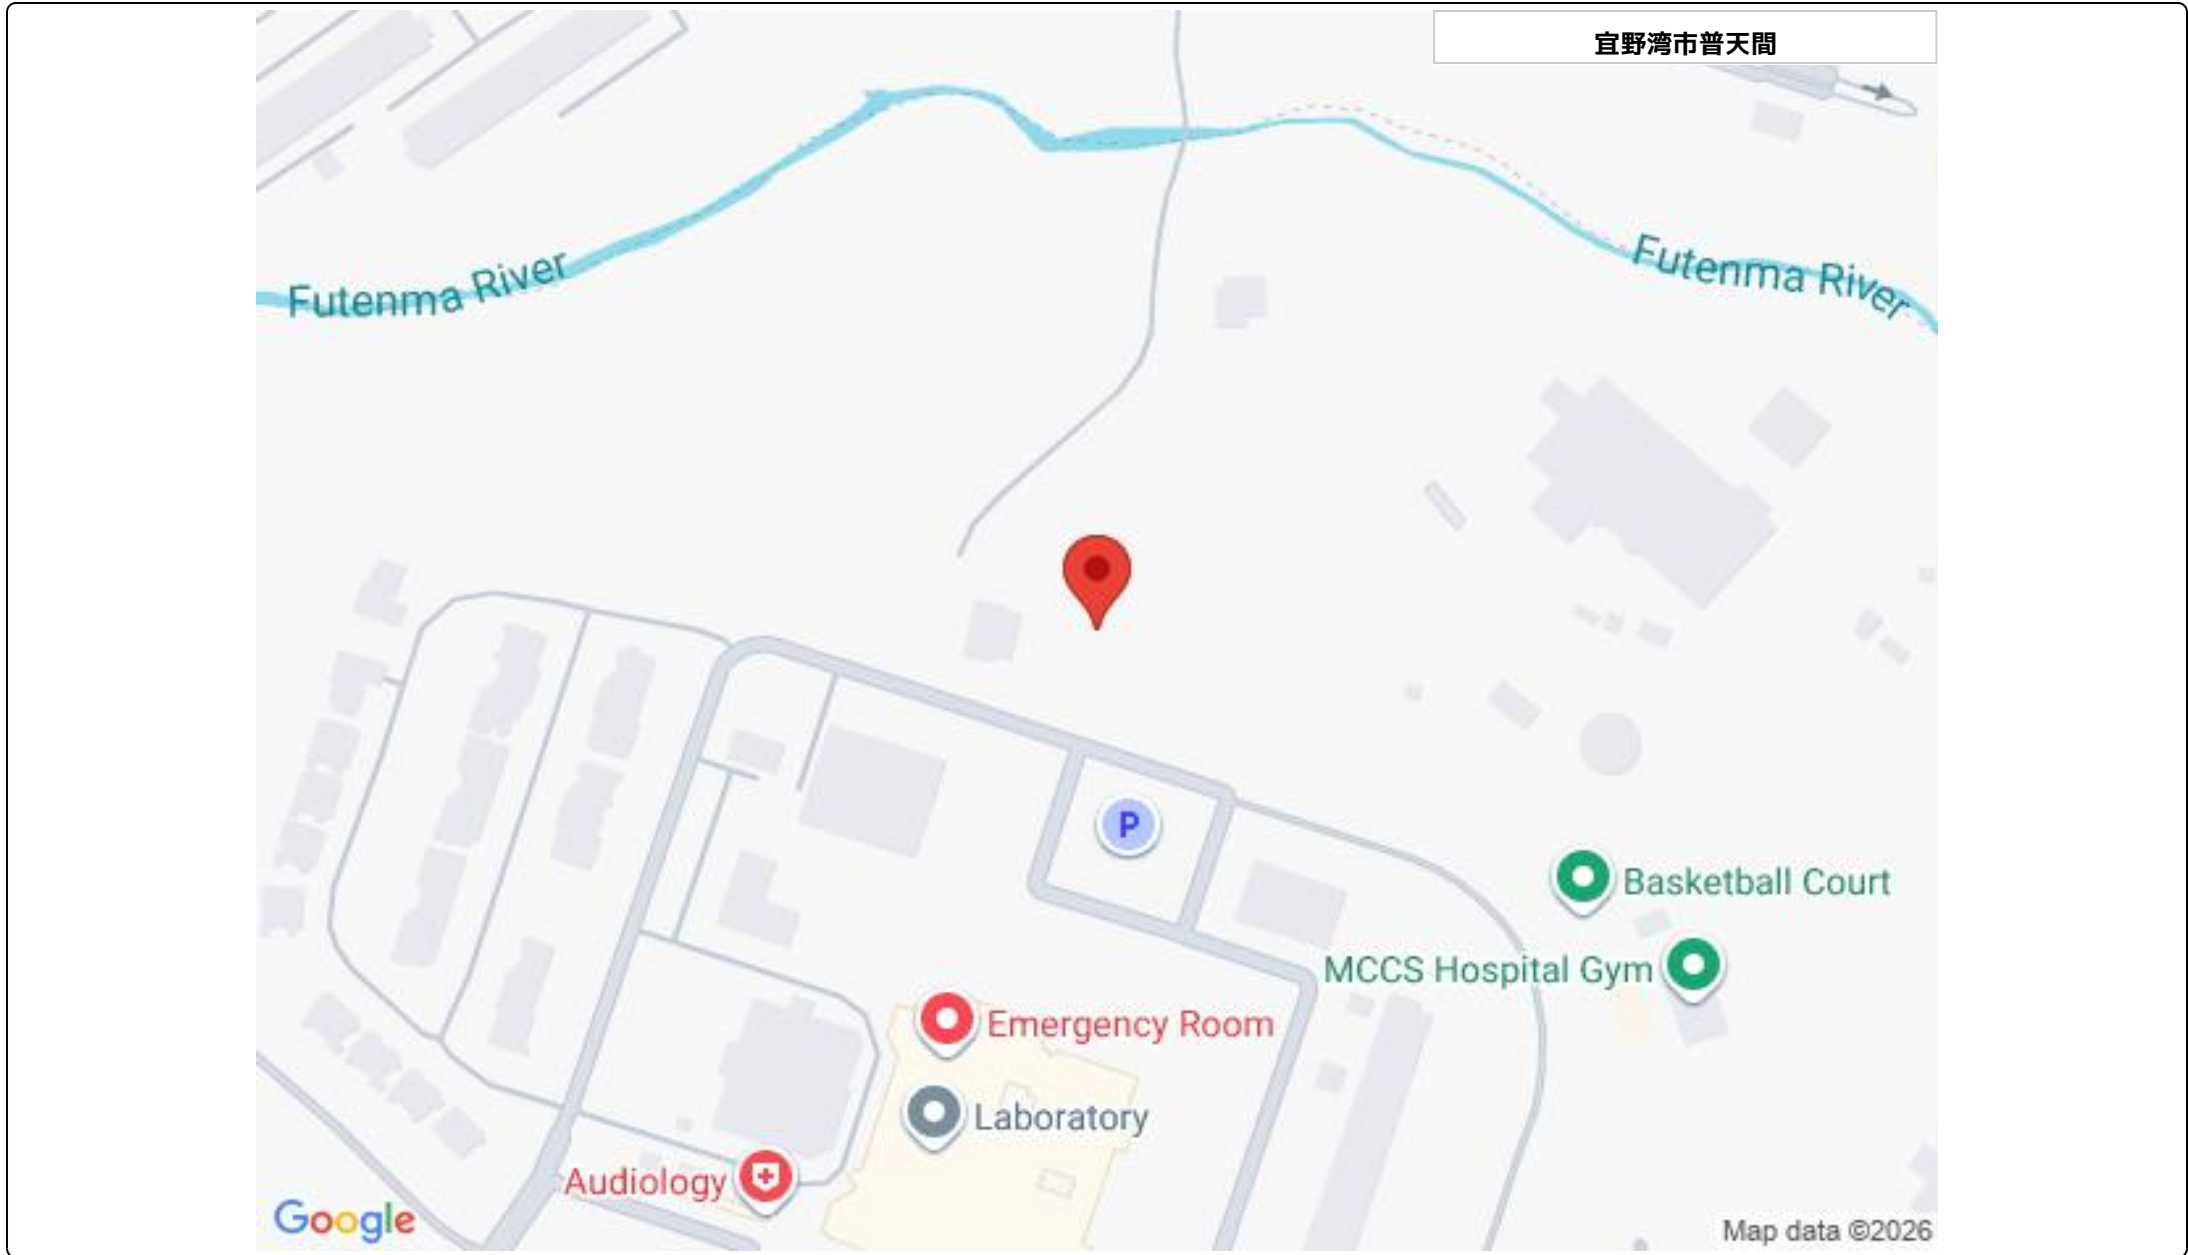 宜野湾市普天間
Futenma River
Futenma River
P
Basketball Court
MCCS Hospital Gym
Emergency Room
Laboratory
Audiology
Google
Map data ©2026